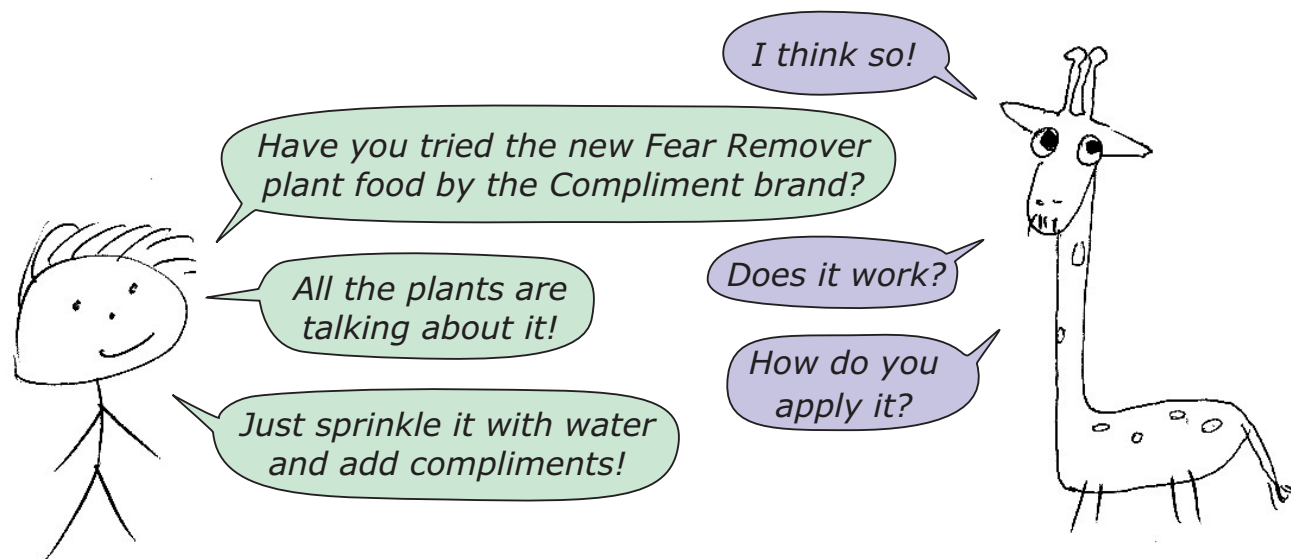 I think so!
Have you tried the new Fear Remover
plant food by the Compliment brand?
Does it work?
All the plants are
talking about it!
How do you
apply it?
Just sprinkle it with water
and add compliments!